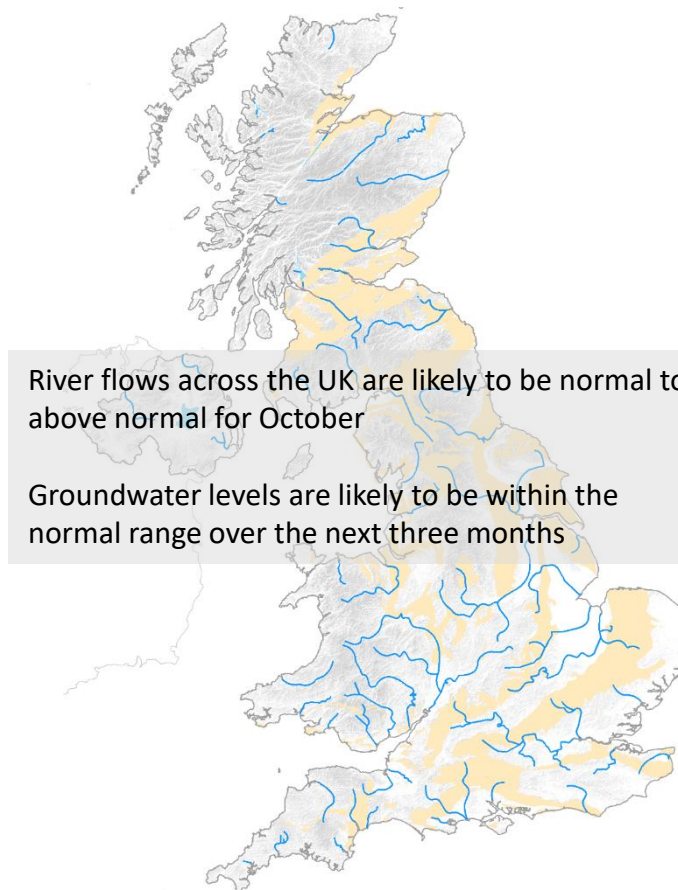 River flows across the UK are likely to be normal to
above normal for October
Groundwater levels are likely to be within the
normal range over the next three months